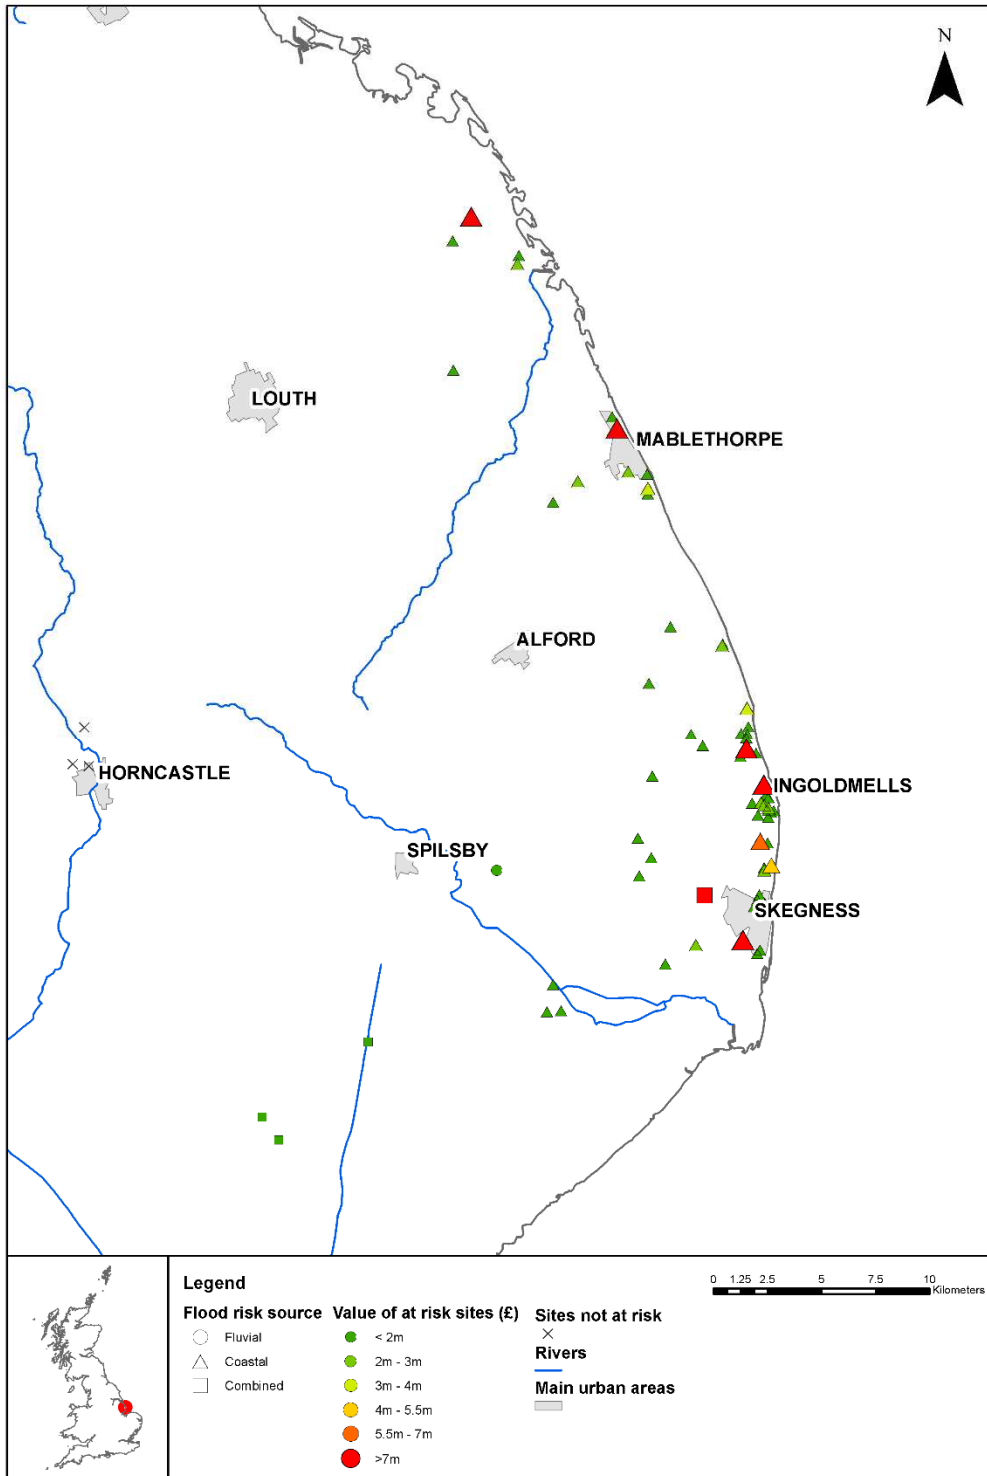 N
LOUTH
MABLETHORPE
ALFORD
HORNCASTLE
INGOLDMELLS
SPILSBY
SKEGNESS
Legend
Flood risk source
Fluvial
Coastal
Combined
Value of at risk sites (£)
< 2m
2m - 3m
3m - 4m
4m - 5.5m
5.5m - 7m
>7m
Sites not at risk
Rivers
Main urban areas
0 1.25 2.5 5 7.5 10
Kilometers